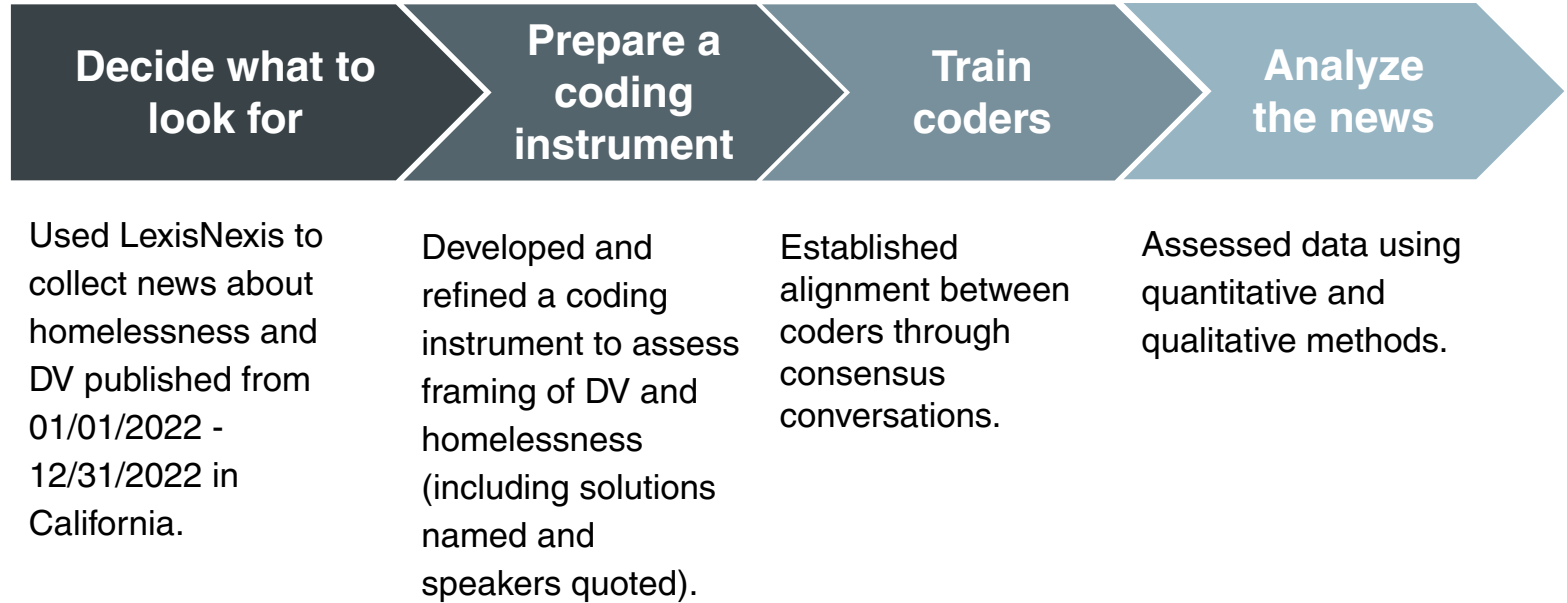 Decide what to
look for
Prepare a
coding
instrument
Train
coders
Analyze
the news
Used LexisNexis to
collect news about
homelessness and
DV published from
01/01/2022 -
12/31/2022 in
California.
Developed and
refined a coding
instrument to assess
framing of DV and
homelessness
(including solutions
named and
speakers quoted).
Established
alignment between
coders through
consensus
conversations.
Assessed data using
quantitative and
qualitative methods.